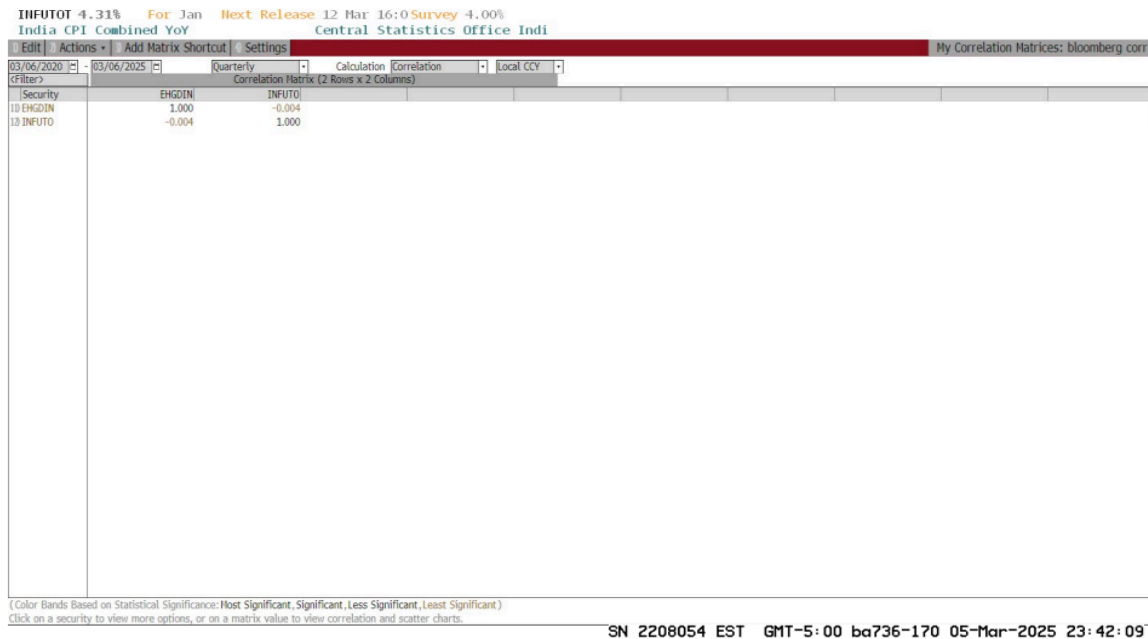 INFUTOT 4.31% For Jan Next Release 12 Mar 16:0 Survey 4.00%
India CPI Combined YoY Central Statistics Office Indi
Edit Actions Add Matrix Shortcut Settings My Correlation Matrices: bloomberg corr
03/06/2020 - 03/06/2025 Quarterly Calculation Correlation Local CCY
<Filter> Correlation Matrix (2 Rows x 2 Columns)
Security EHGDIN INFUTO
11) EHGDIN 1.000 -0.004
12) INFUTO -0.004 1.000
(Color Bands Based on Statistical Significance: Most Significant, Significant, Less Significant, Least Significant)
Click on a security to view more options, or on a matrix value to view correlation and scatter charts.
SN 2208054 EST GMT-5:00 ba736-170 05-Mar-2025 23:42:09